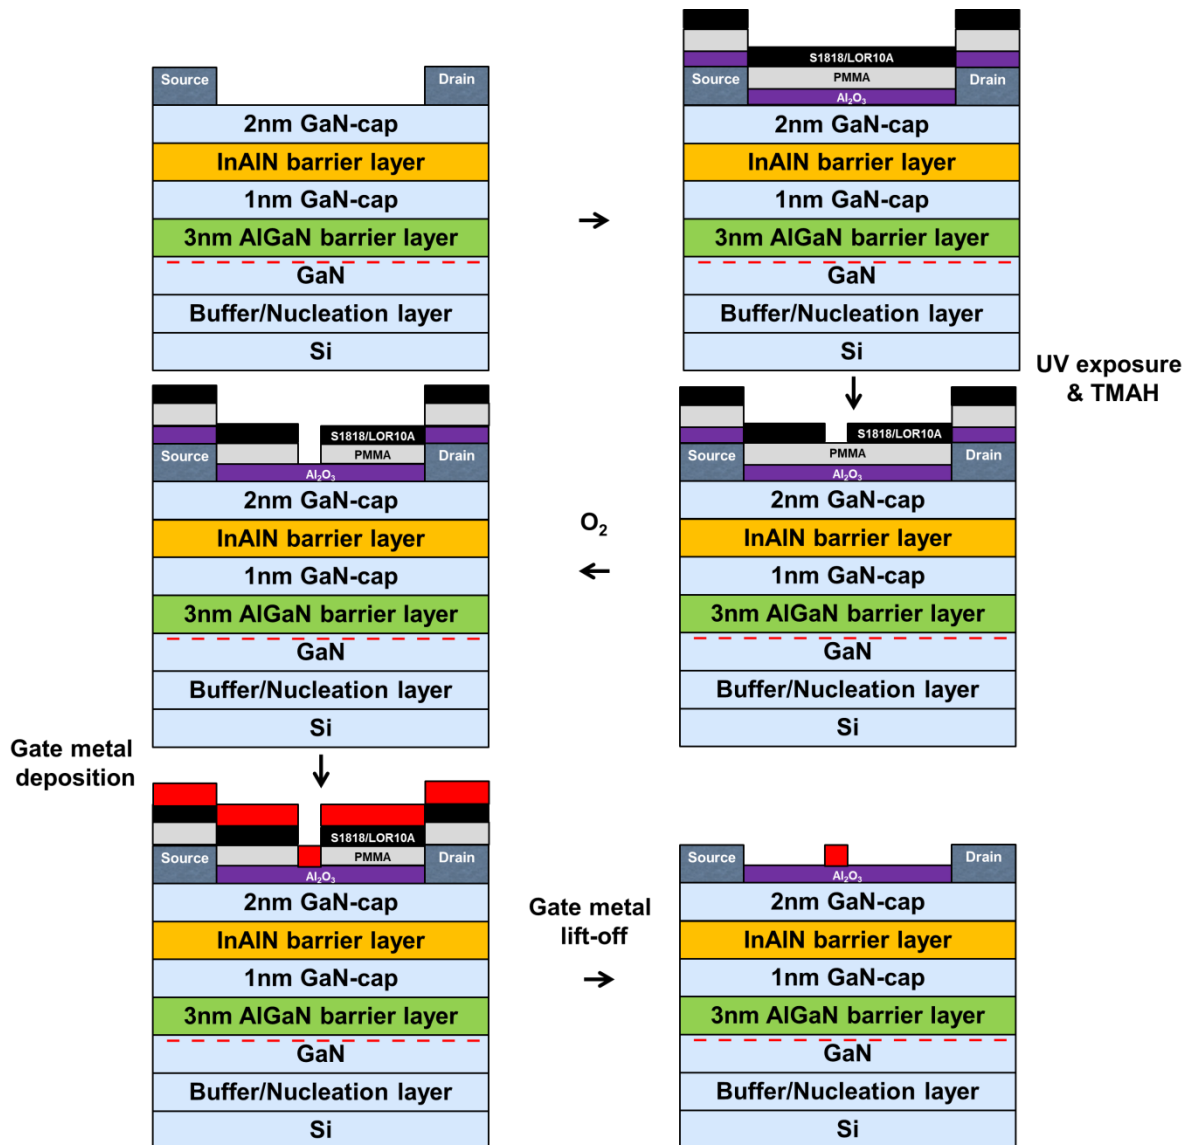 Source
Drain
2nm GaN-cap
InAlN barrier layer
1nm GaN-cap
3nm AlGaN barrier layer
GaN
Buffer/Nucleation layer
Si
S1818/LOR10A
PMMA
Source
Al₂O₃
Drain
2nm GaN-cap
InAlN barrier layer
1nm GaN-cap
3nm AlGaN barrier layer
GaN
Buffer/Nucleation layer
Si
UV exposure
& TMAH
S1818/LOR10A
Source
PMMA
Drain
Al₂O₃
2nm GaN-cap
InAlN barrier layer
1nm GaN-cap
3nm AlGaN barrier layer
GaN
Buffer/Nucleation layer
Si
O₂
S1818/LOR10A
Source
PMMA
Drain
Al₂O₃
2nm GaN-cap
InAlN barrier layer
1nm GaN-cap
3nm AlGaN barrier layer
GaN
Buffer/Nucleation layer
Si
Gate metal
deposition
S1818/LOR10A
Source
PMMA
Drain
Al₂O₃
2nm GaN-cap
InAlN barrier layer
1nm GaN-cap
3nm AlGaN barrier layer
GaN
Buffer/Nucleation layer
Si
Gate metal
lift-off
Source
Drain
Al₂O₃
2nm GaN-cap
InAlN barrier layer
1nm GaN-cap
3nm AlGaN barrier layer
GaN
Buffer/Nucleation layer
Si